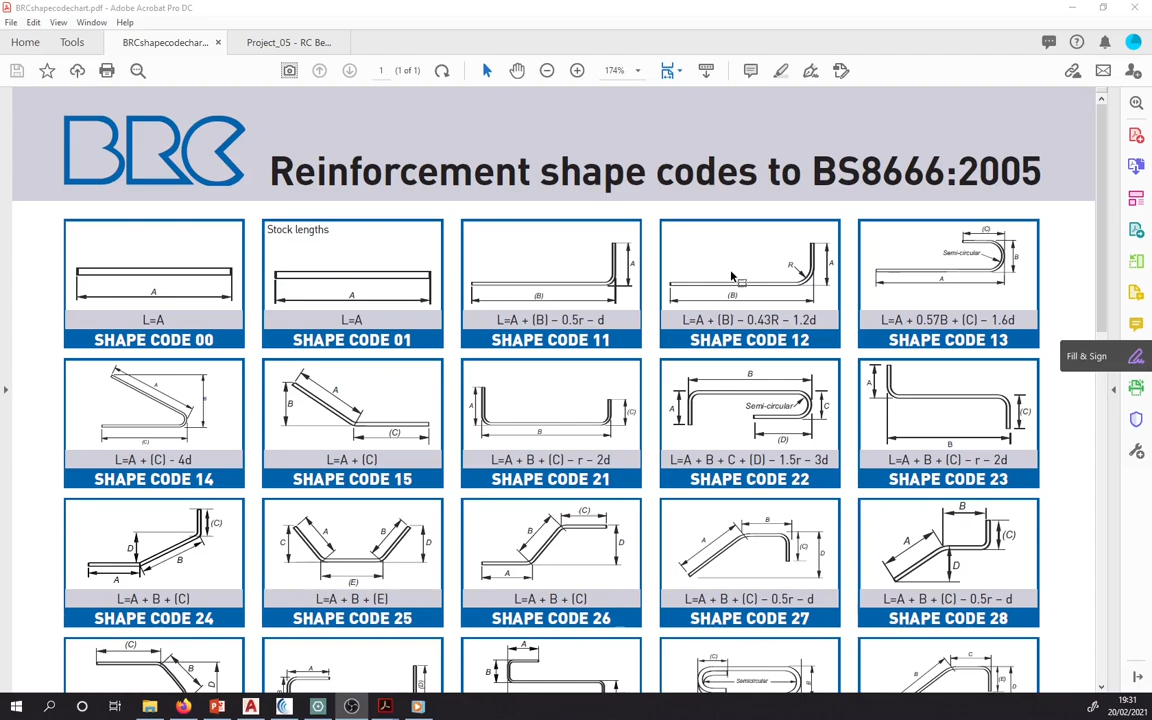 BRCshapecodechart.pdf - Adobe Acrobat Pro DC
File Edit View Window Help
Home Tools BRCshapecodechar... × Project_05 - RC Be...
1 (1 of 1) 174%
BRC Reinforcement shape codes to BS8666:2005
A
L=A
SHAPE CODE 00
Stock lengths
A
L=A
SHAPE CODE 01
A
(B)
L=A + (B) – 0.5r – d
SHAPE CODE 11
R
A
(B)
L=A + (B) – 0.43R – 1.2d
SHAPE CODE 12
(C)
Semi-circular
B
A
L=A + 0.57B + (C) – 1.6d
SHAPE CODE 13
Fill & Sign
A
B
(C)
L=A + (C) - 4d
SHAPE CODE 14
A
B
(C)
L=A + (C)
SHAPE CODE 15
A
(C)
B
L=A + B + (C) – r – 2d
SHAPE CODE 21
B
A
Semi-circular
C
(D)
L=A + B + C + (D) – 1.5r – 3d
SHAPE CODE 22
A
(C)
B
L=A + B + (C) – r – 2d
SHAPE CODE 23
(C)
D
B
A
L=A + B + (C)
SHAPE CODE 24
A
B
C
D
(E)
L=A + B + (E)
SHAPE CODE 25
(C)
B
D
A
L=A + B + (C)
SHAPE CODE 26
B
A
(C)
D
L=A + B + (C) – 0.5r – d
SHAPE CODE 27
B
A
(C)
D
L=A + B + (C) – 0.5r – d
SHAPE CODE 28
(C)
B
D
A
B
(D)
A
B
(C)
Semicircular
B
C
A
(E)
D
19:31
20/02/2021